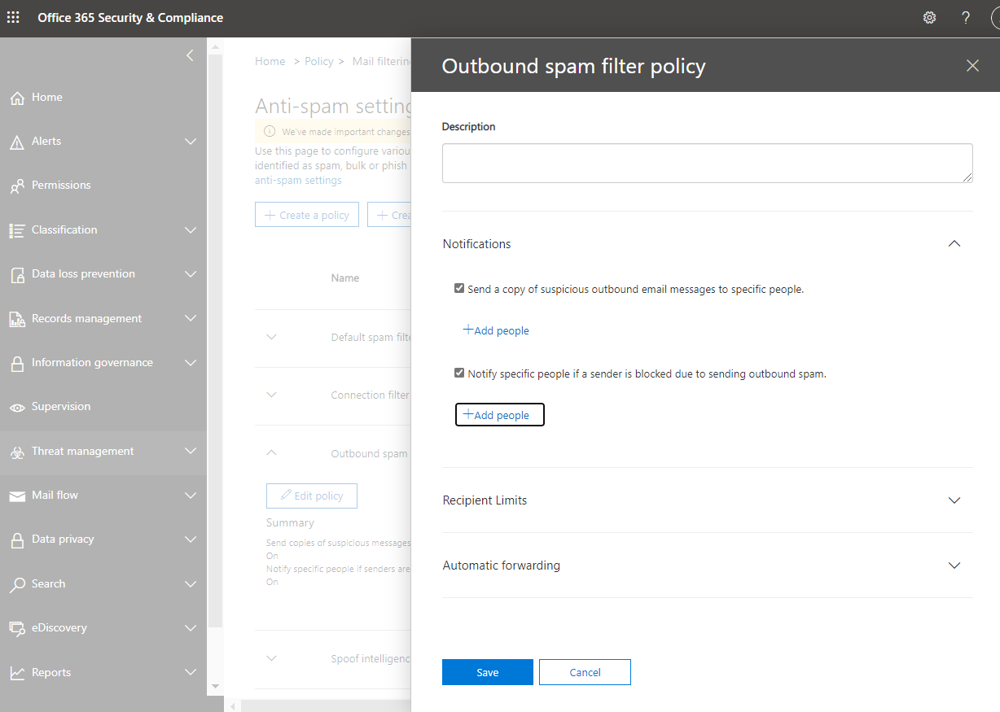 Office 365 Security & Compliance
?
Home
Alerts
Permissions
Classification
Data loss prevention
Records management
Information governance
Supervision
Threat management
Mail flow
Data privacy
Search
eDiscovery
Reports
Home > Policy > Mail filterin
Anti-spam setting
We've made important changes
Use this page to configure variou
identified as spam, bulk or phish
anti-spam settings
Create a policy
Crea
Name
Default spam filte
Connection filter
Outbound spam
Edit policy
Summary
Send copies of suspicious messages
On
Notify specific people if senders are
On
Spoof intelligenc
Outbound spam filter policy
Description
Notifications
Send a copy of suspicious outbound email messages to specific people.
+Add people
Notify specific people if a sender is blocked due to sending outbound spam.
+Add people
Recipient Limits
Automatic forwarding
Save
Cancel